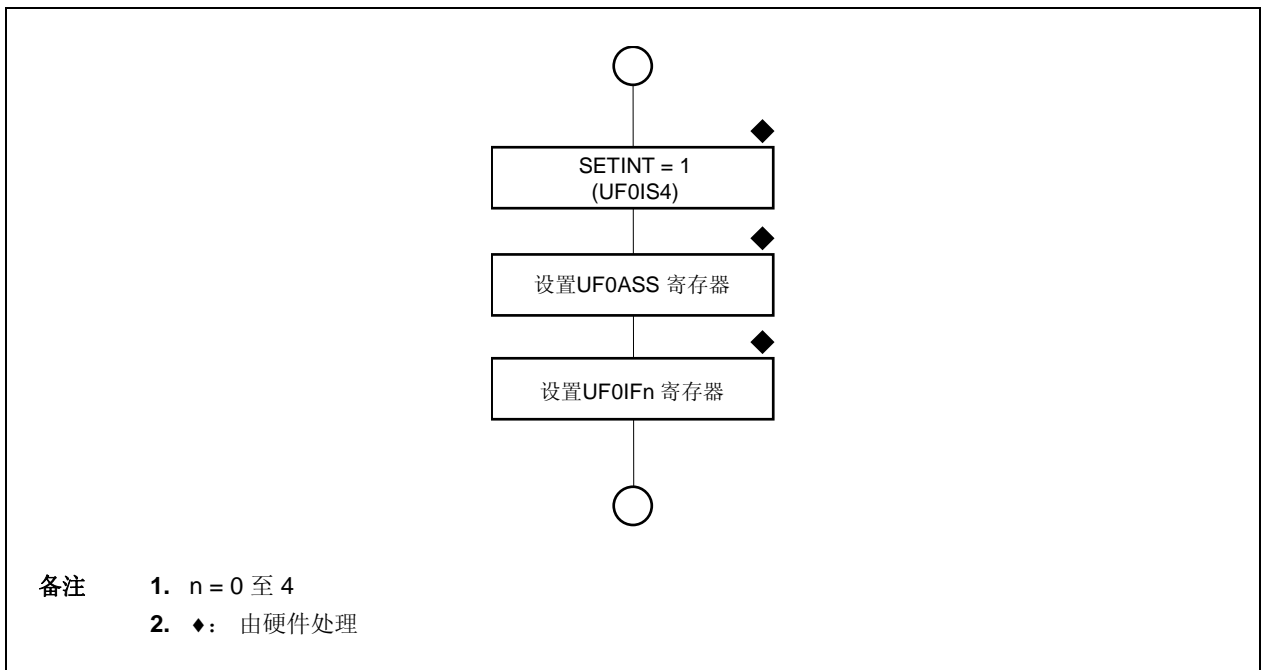 SETINT = 1
(UF0IS4)
设置UF0ASS 寄存器
设置UF0IFn 寄存器
备注 1. n = 0 至 4
2. ♦： 由硬件处理